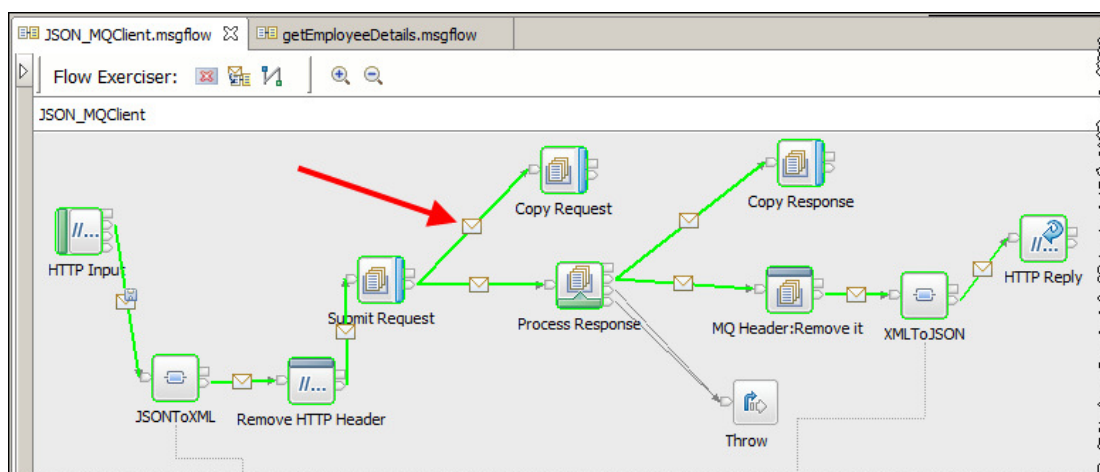 JSON_MQClient.msgflow
getEmployeeDetails.msgflow
Flow Exerciser:
JSON_MQClient
Copy Request
Copy Response
//...
HTTP Input
//...
HTTP Reply
Submit Request
Process Response
MQ Header:Remove it
XMLToJSON
JSONToXML
//...
Remove HTTP Header
Throw